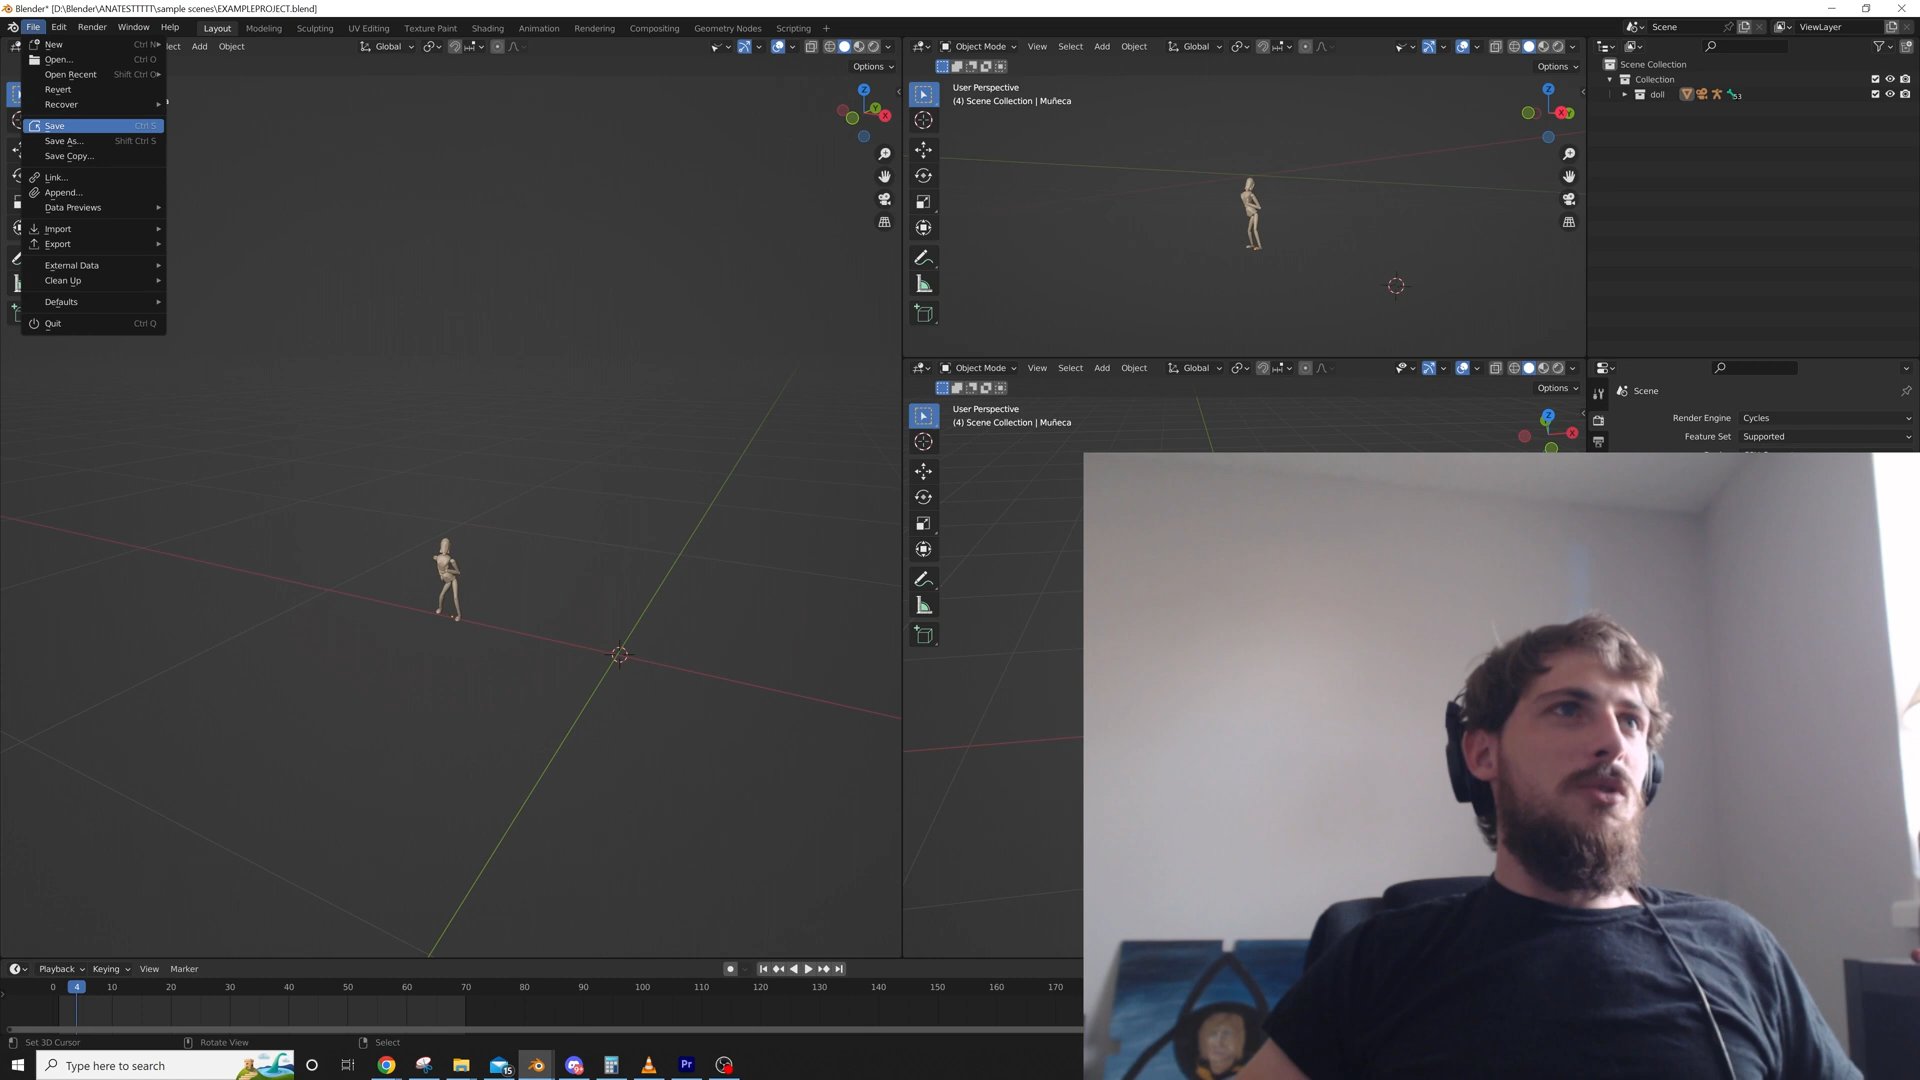 Blender* [D:\Blender\ANATESTTTTT\sample scenes\EXAMPLEPROJECT.blend]
File Edit Render Window Help Layout Modeling Sculpting UV Editing Texture Paint Shading Animation Rendering Compositing Geometry Nodes Scripting + Scene ViewLayer
New Ctrl N
Open... Ctrl O
Open Recent Shift Ctrl O
Revert
Recover
Save Ctrl S
Save As... Shift Ctrl S
Save Copy...
Link...
Append...
Data Previews
Import
Export
External Data
Clean Up
Defaults
Quit Ctrl Q
Add Object Global
Options
Z
Y
X
Object Mode View Select Add Object Global
Options
User Perspective
(4) Scene Collection | Muñeca
Z
X
Y
Scene Collection
Collection
doll 53
Object Mode View Select Add Object Global
Options
User Perspective
(4) Scene Collection | Muñeca
Z
X
Scene
Render Engine Cycles
Feature Set Supported
Playback Keying View Marker
0 4 10 20 30 40 50 60 70 80 90 100 110 120 130 140 150 160 170
Set 3D Cursor Rotate View Select
Type here to search
15
Pr